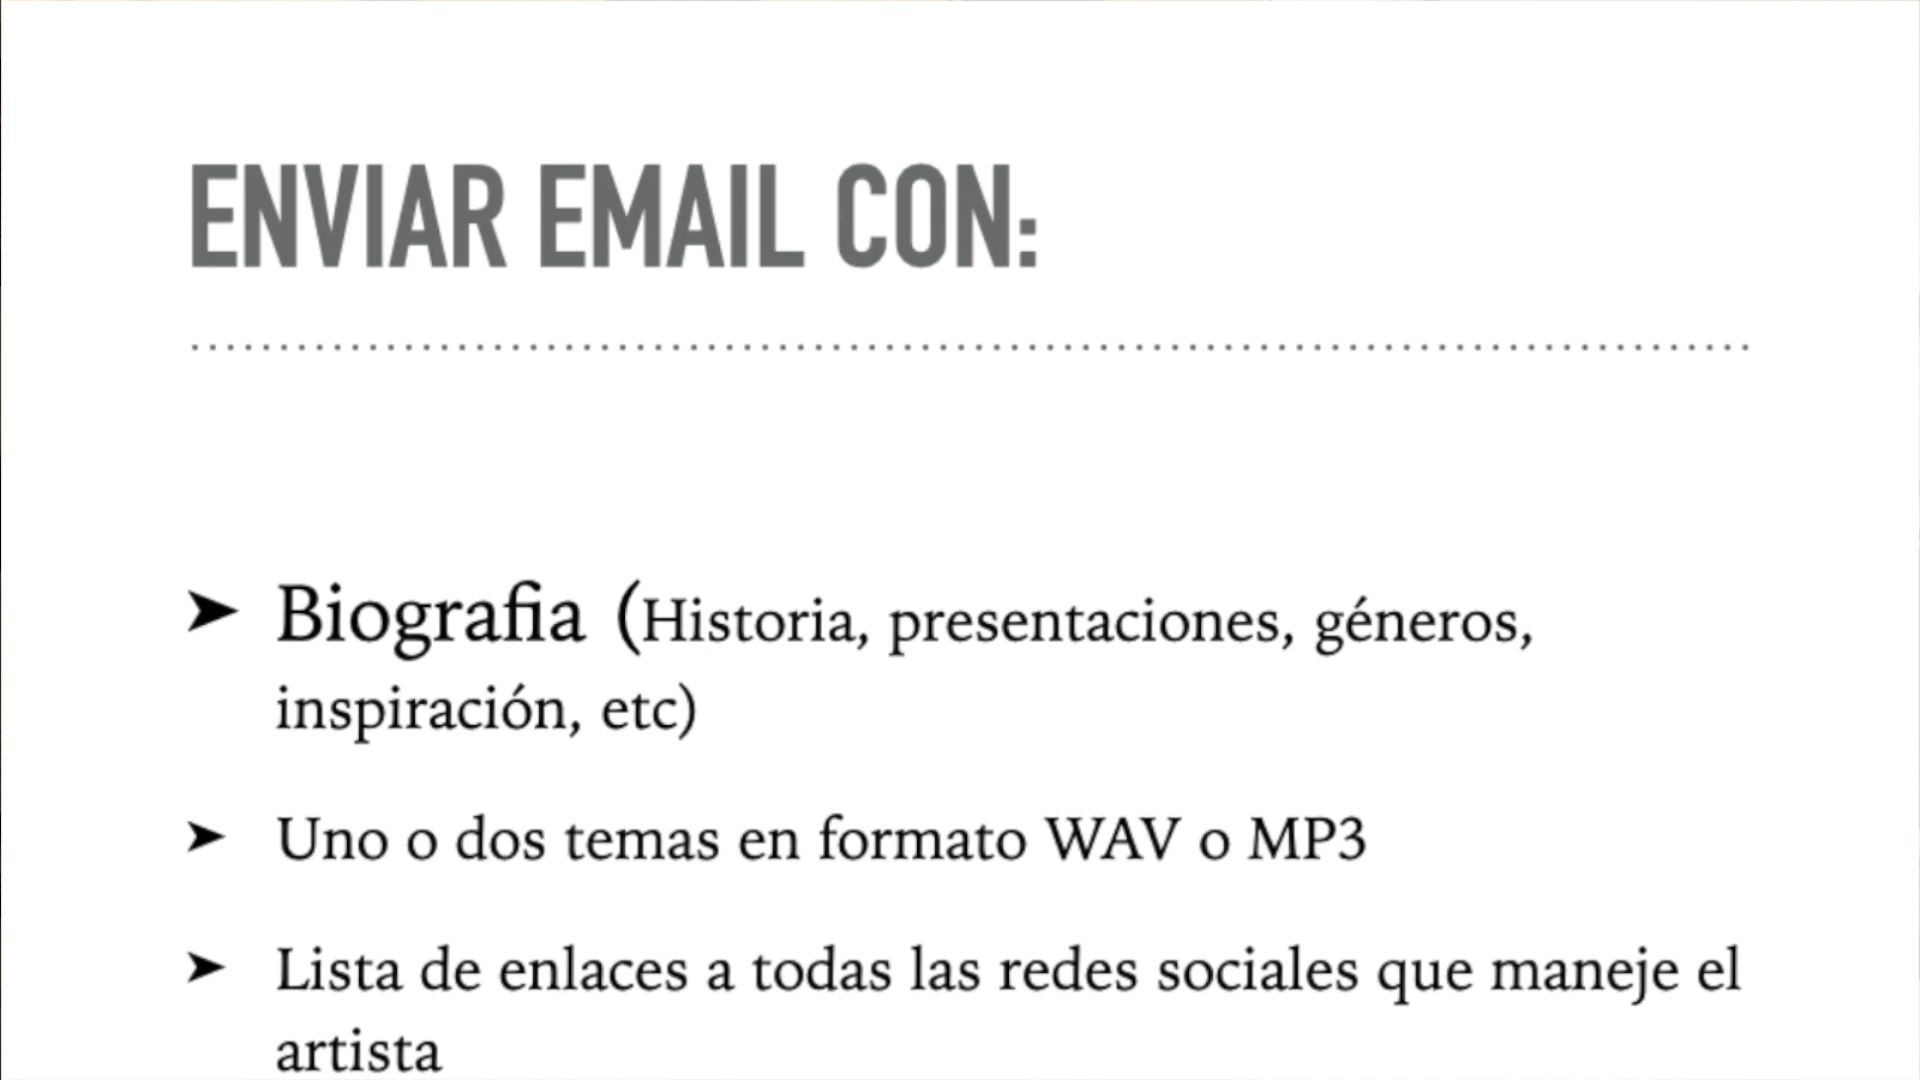 ENVIAR EMAIL CON:
➤ Biografia (Historia, presentaciones, géneros,
inspiración, etc)
➤ Uno o dos temas en formato WAV o MP3
➤ Lista de enlaces a todas las redes sociales que maneje el
artista